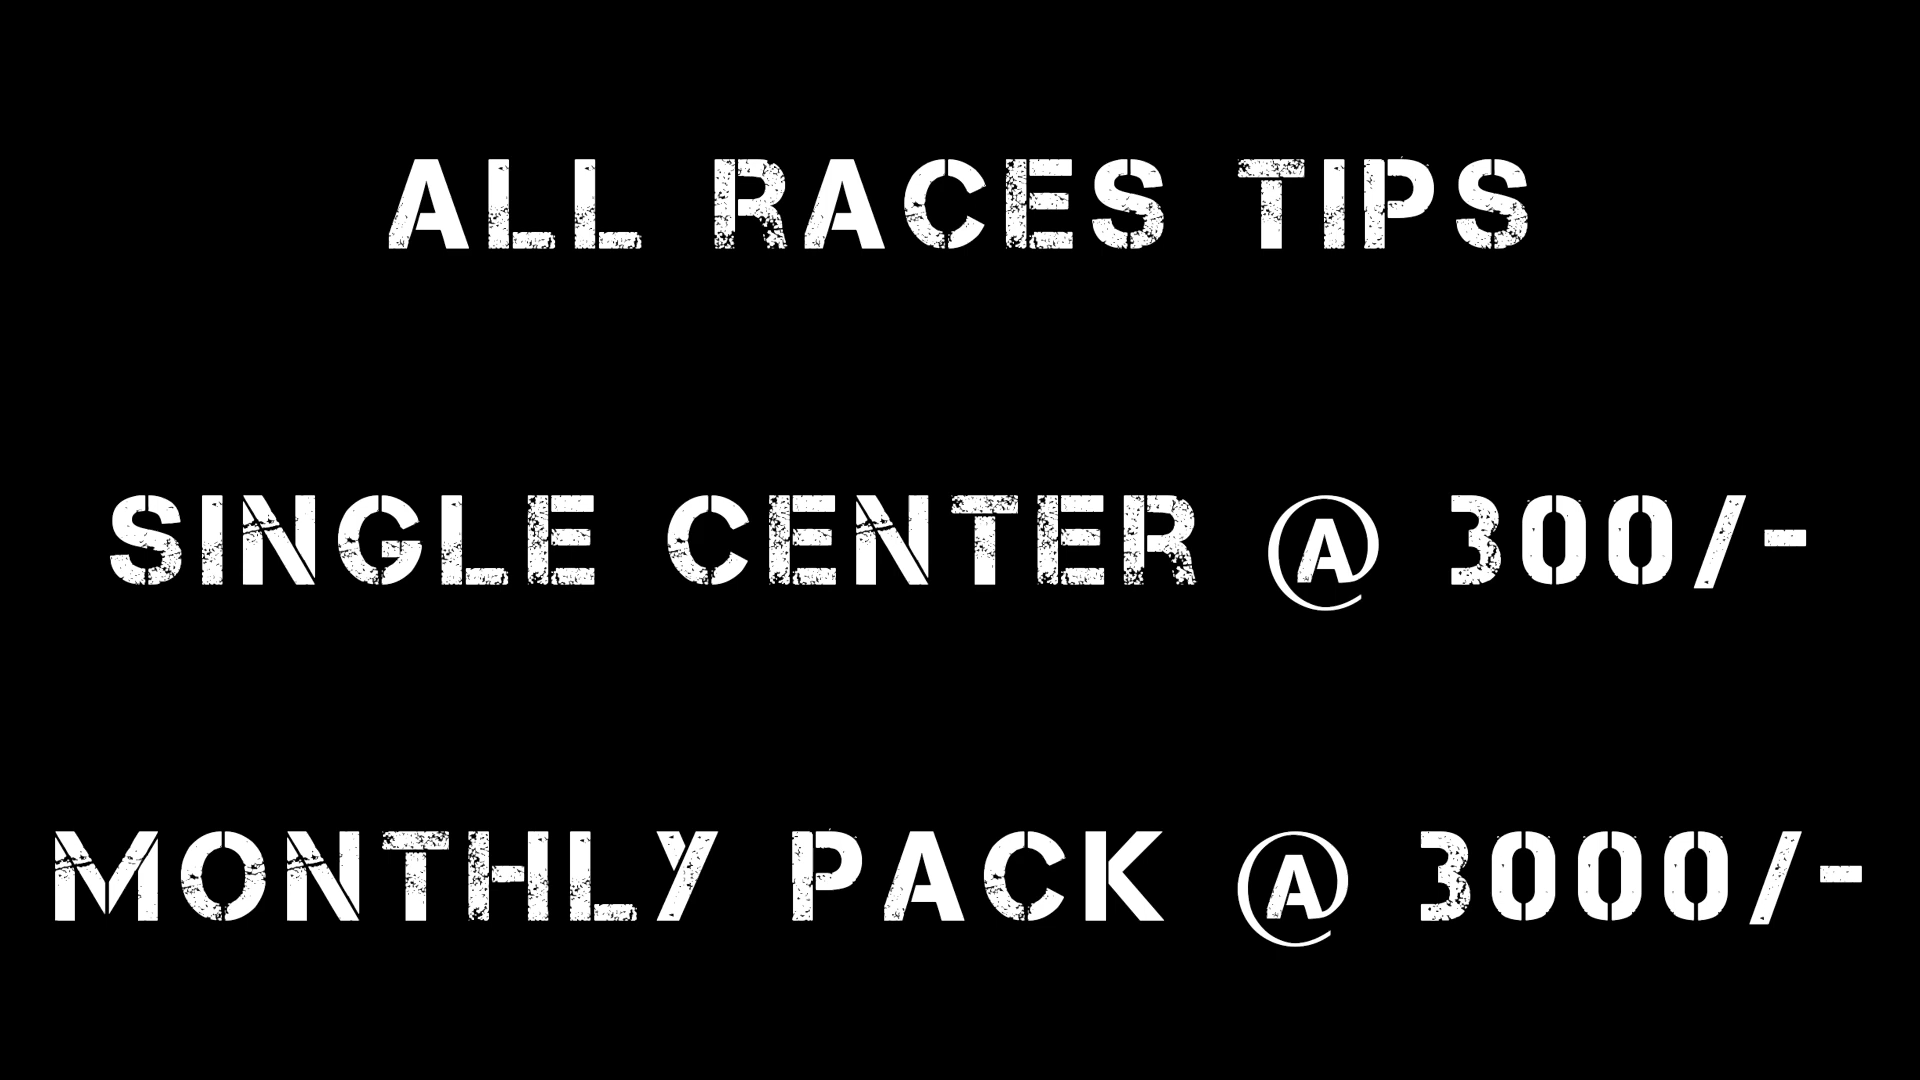 ALL RACES TIPS
SINGLE CENTER @ 300/-
MONTHLY PACK @ 3000/-